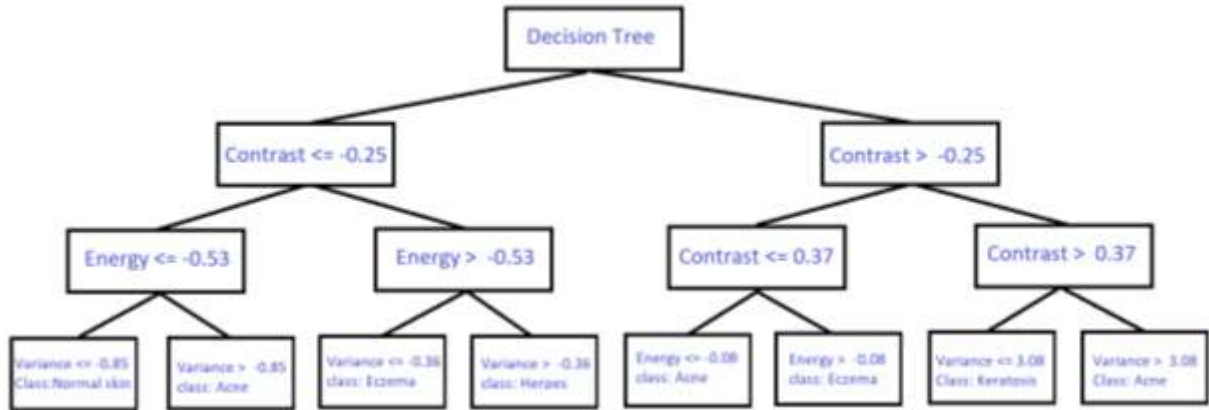 Decision Tree
Contrast <= -0.25
Contrast > -0.25
Energy <= -0.53
Energy > -0.53
Contrast <= 0.37
Contrast > 0.37
Variance <= -0.85
Class:Normal skin
Variance > -0.85
class: Acne
Variance <= -0.36
class: Eczema
Variance > -0.36
class: Herpes
Energy <= -0.08
class: Acne
Energy > -0.08
class: Eczema
Variance <= 3.08
Class: Keratosis
Variance > 3.08
Class: Acne